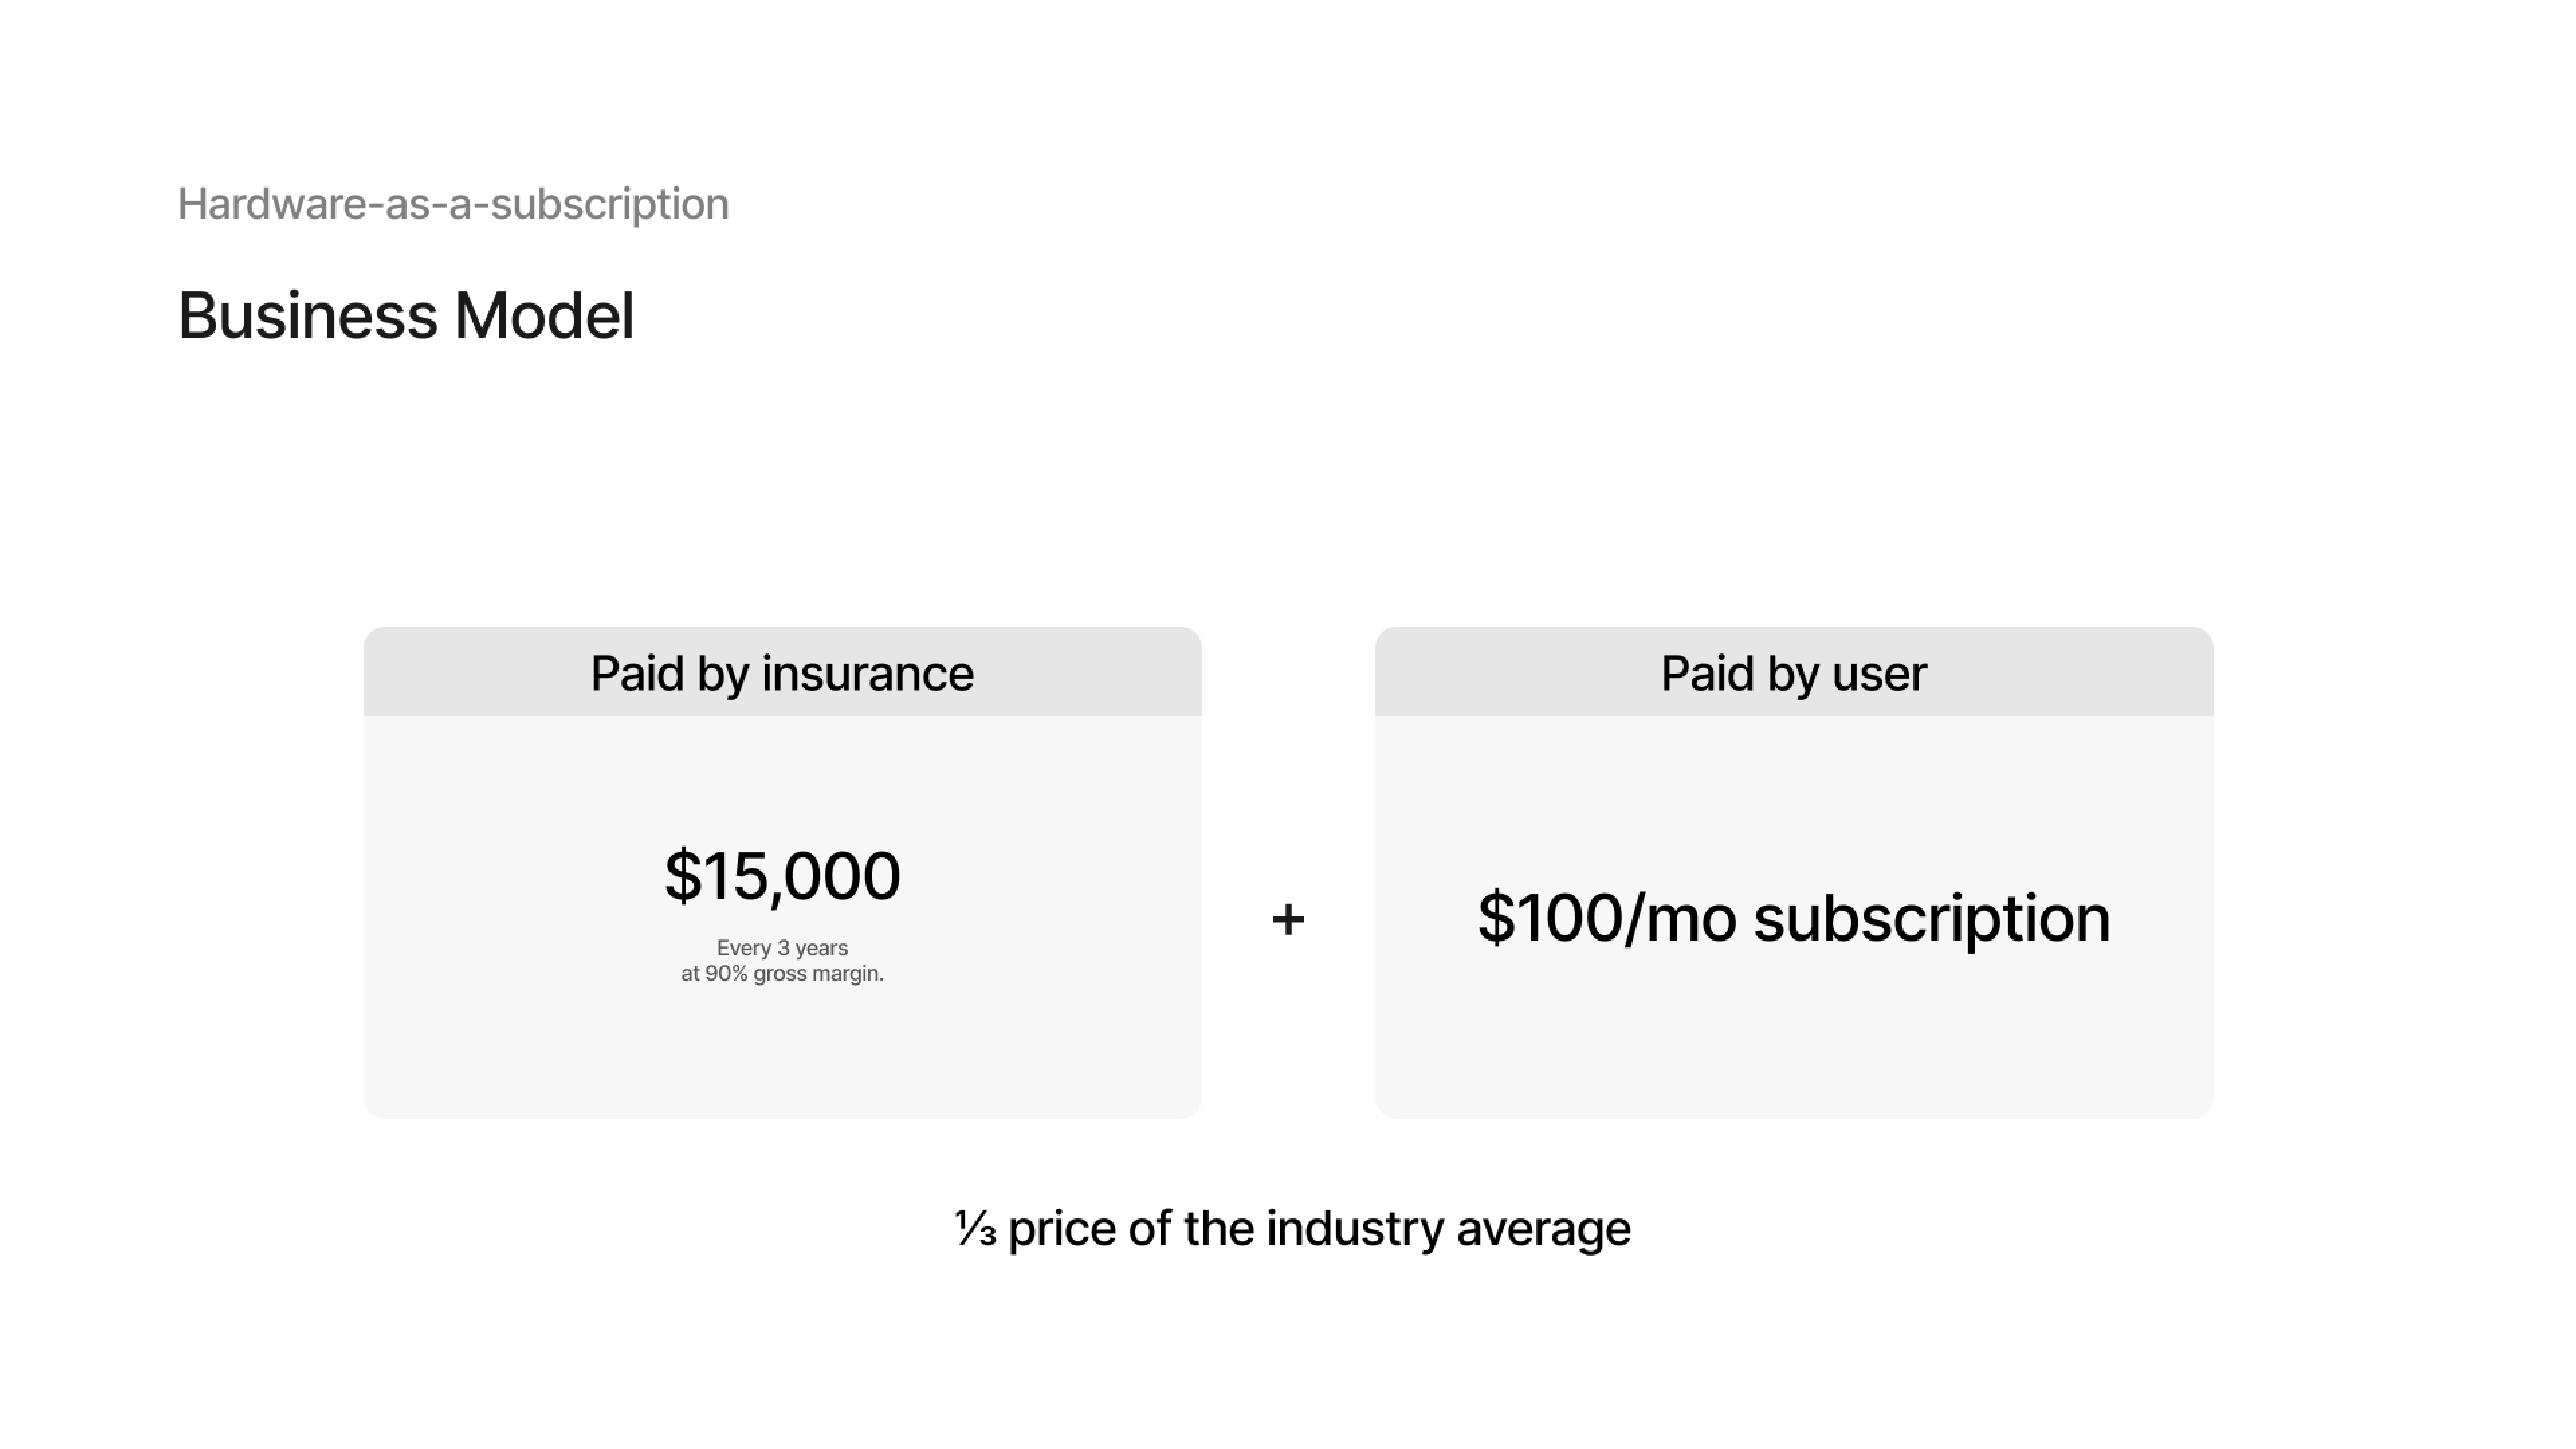 Hardware-as-a-subscription
Business Model
Paid by insurance
$15,000
Every 3 years
at 90% gross margin.
+
Paid by user
$100/mo subscription
⅓ price of the industry average